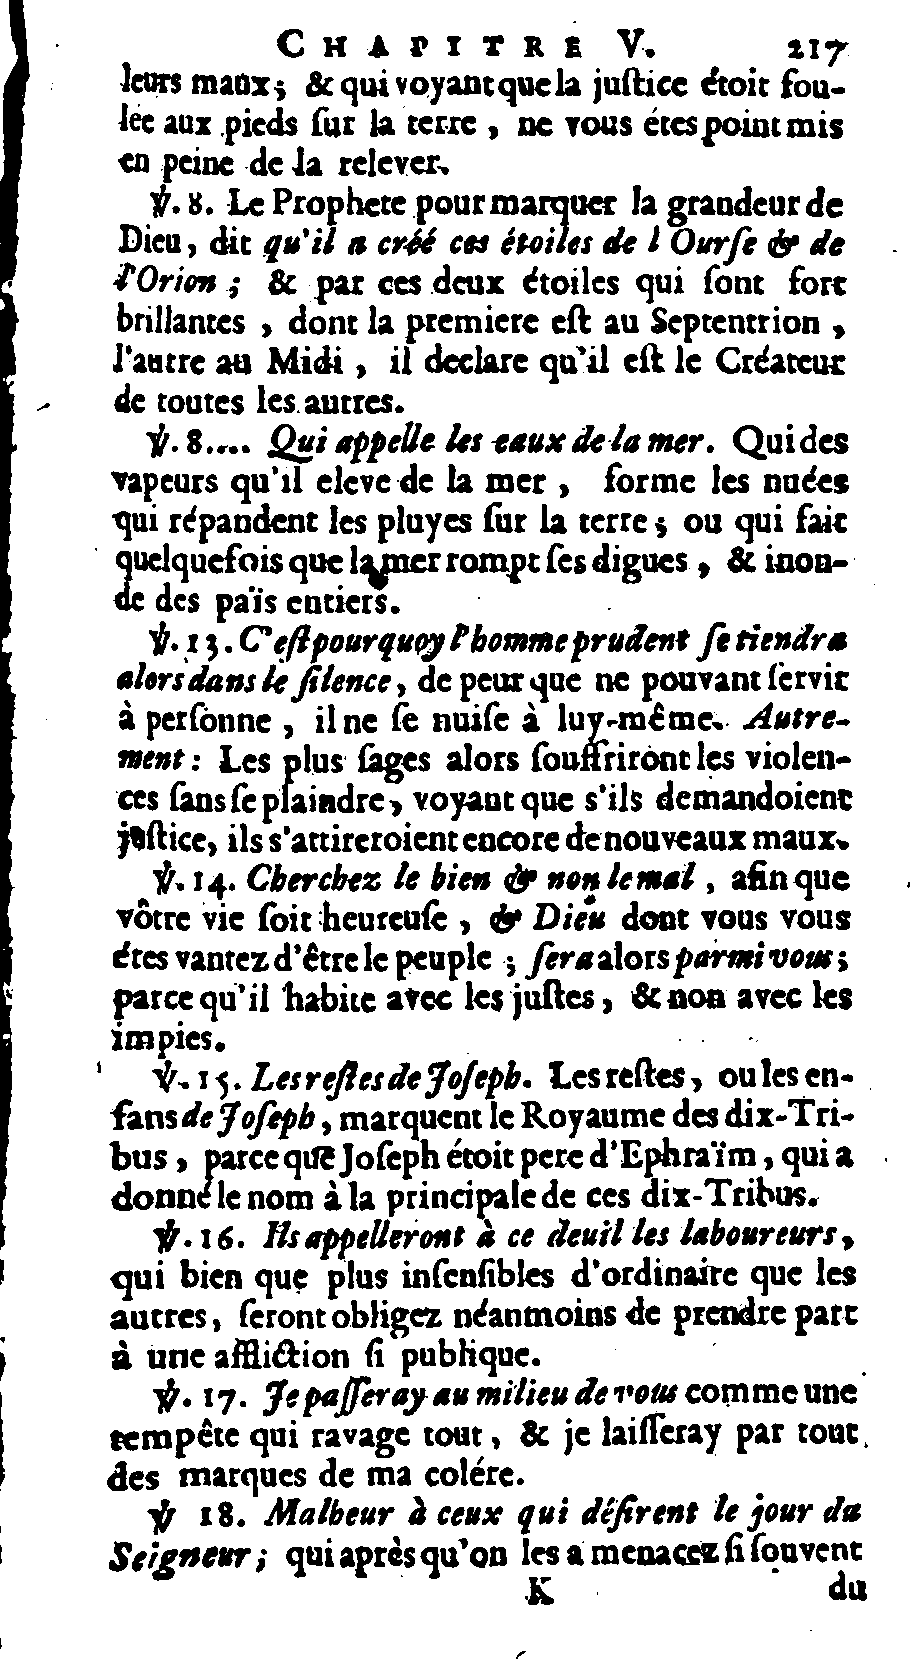 CHAPITRE V. 217
leurs maux; & qui voyant que la juſtice étoit fou-
lée aux pieds ſur la terre, ne vous étes point mis
en peine de la relever.
℣. 8. Le Prophete pour marquer la grandeur de
Dieu, dit qu'il a créé ces étoiles de l'Ourſe & de
l'Orion; & par ces deux étoiles qui ſont fort
brillantes, dont la premiere eſt au Septentrion,
l'autre au Midi, il declare qu'il eſt le Créateur
de toutes les autres.
℣. 8.... Qui appelle les eaux de la mer. Qui des
vapeurs qu'il eleve de la mer, forme les nuées
qui répandent les pluyes ſur la terre; ou qui fait
quelquefois que la mer rompt ſes digues, & inon-
de des païs entiers.
℣. 13. C'eſt pourquoy l'homme prudent ſe tiendra
alors dans le ſilence, de peur que ne pouvant ſervir
à perſonne, il ne ſe nuiſe à luy-même. Autre-
ment: Les plus ſages alors ſouffriront les violen-
ces ſans ſe plaindre, voyant que s'ils demandoient
juſtice, ils s'attireroient encore de nouveaux maux.
℣. 14. Cherchez le bien & non le mal, afin que
vôtre vie ſoit heureuſe, & Dieu dont vous vous
étes vantez d'être le peuple; ſera alors parmi vous;
parce qu'il habite avec les juſtes, & non avec les
impies.
℣. 15. Les reſtes de Joſeph. Les reſtes, ou les en-
fans de Joſeph, marquent le Royaume des dix-Tri-
bus, parce que Joſeph étoit pere d'Ephraïm, qui a
donné le nom à la principale de ces dix-Tribus.
℣. 16. Ils appelleront à ce deuil les laboureurs,
qui bien que plus inſenſibles d'ordinaire que les
autres, ſeront obligez néanmoins de prendre part
à une affliction ſi publique.
℣. 17. Je paſſeray au milieu de vous comme une
tempête qui ravage tout, & je laiſſeray par tout
des marques de ma colére.
℣ 18. Malheur à ceux qui déſirent le jour du
Seigneur; qui après qu'on les a menacez ſi ſouvent
K du